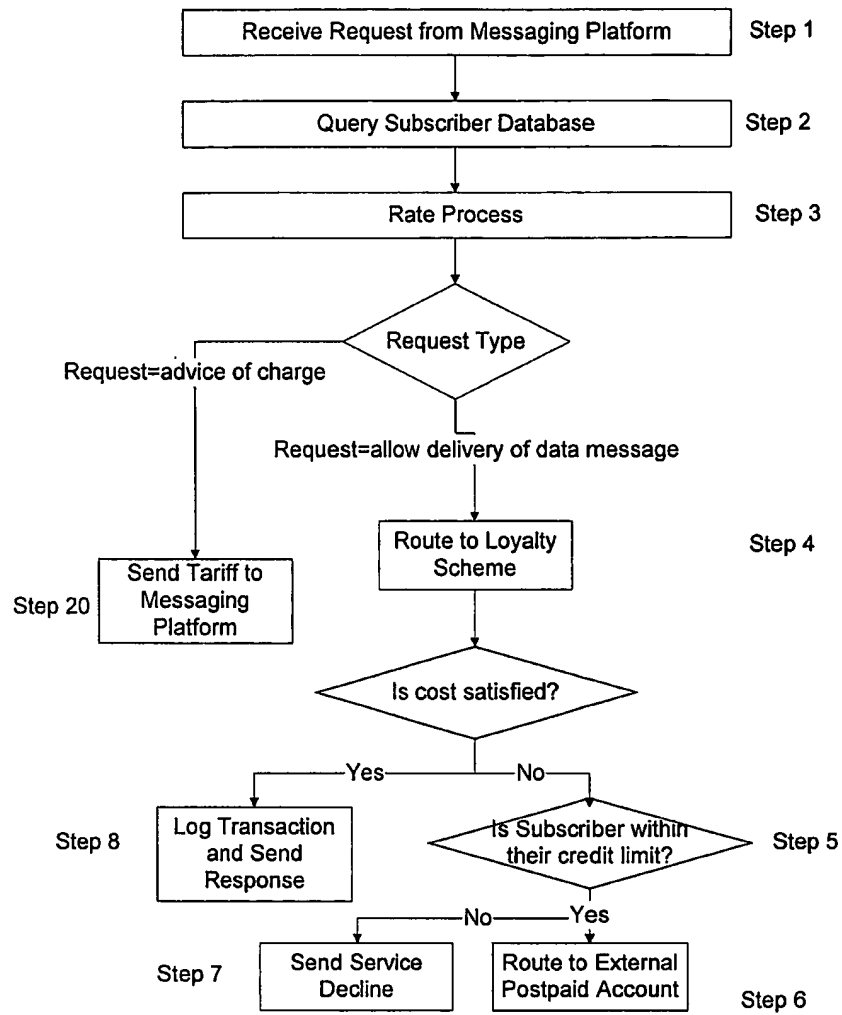 Receive Request from Messaging Platform
Step 1
Query Subscriber Database
Step 2
Rate Process
Step 3
Request Type
Request=advice of charge
Request=allow delivery of data message
Route to Loyalty
Scheme
Step 4
Send Tariff to
Messaging
Platform
Step 20
Is cost satisfied?
Yes
No
Step 8
Log Transaction
and Send
Response
Is Subscriber within
their credit limit?
Step 5
No
Yes
Step 7
Send Service
Decline
Route to External
Postpaid Account
Step 6